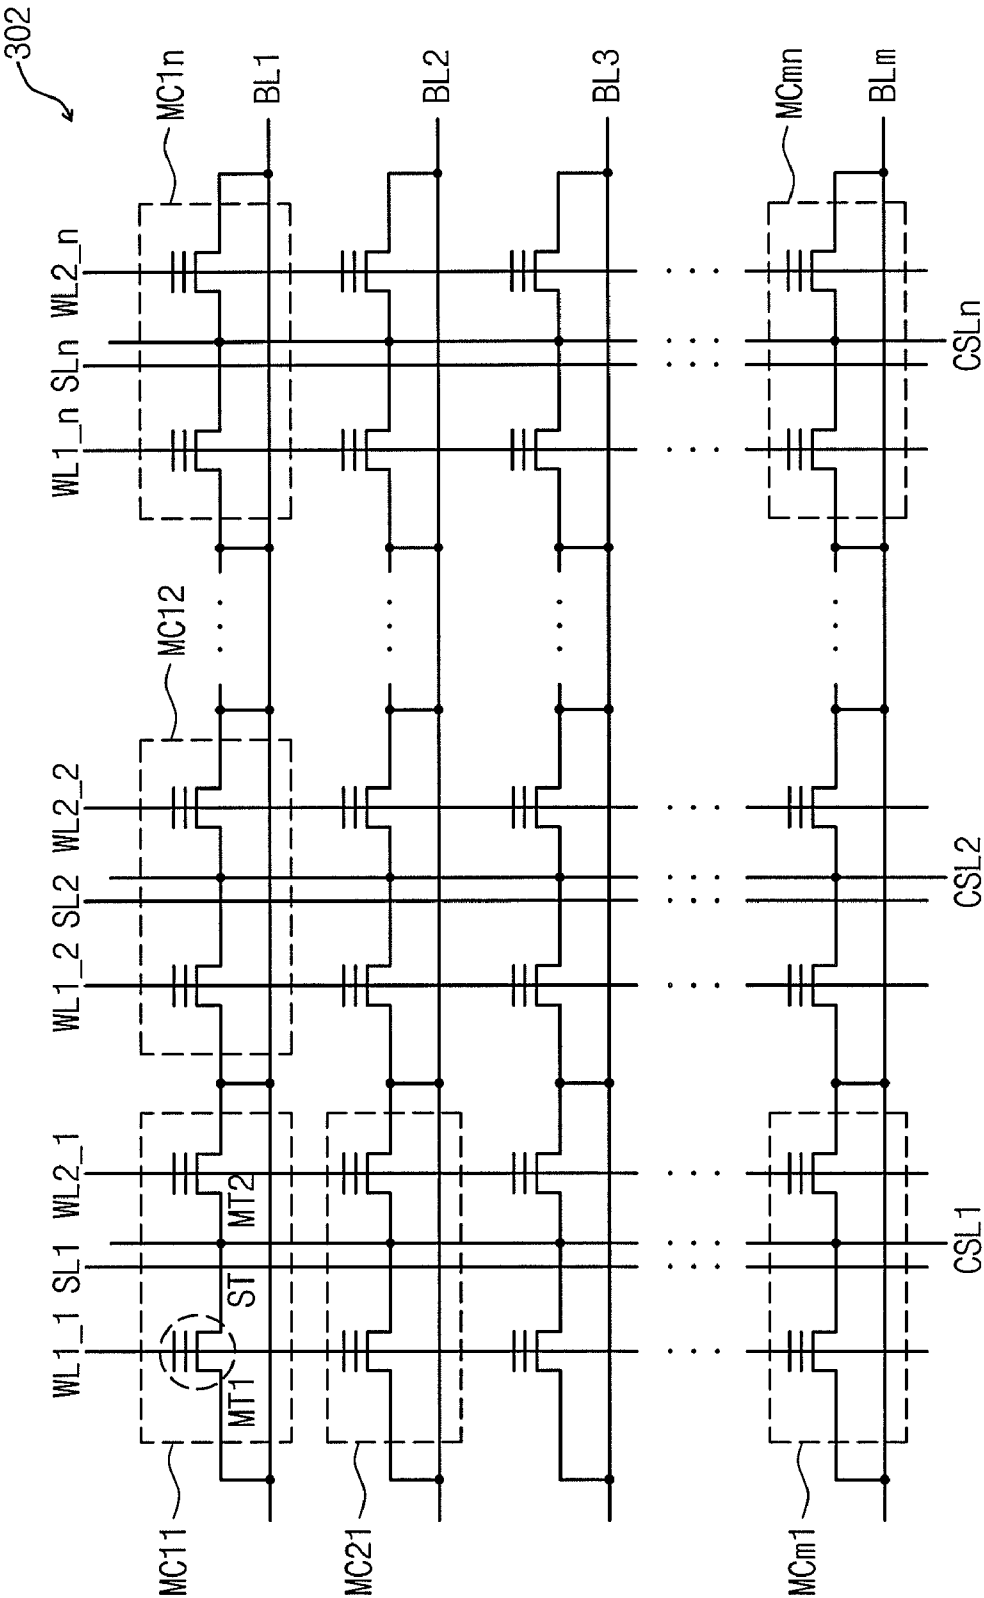 302
MC11
MC12
MC1n
WL1_1
SL1
WL2_1
WL1_2
SL2
WL2_2
WL1_n
SLn
WL2_n
MT1
ST
MT2
BL1
MC21
BL2
BL3
MCm1
MCmn
BLm
CSL1
CSL2
CSLn